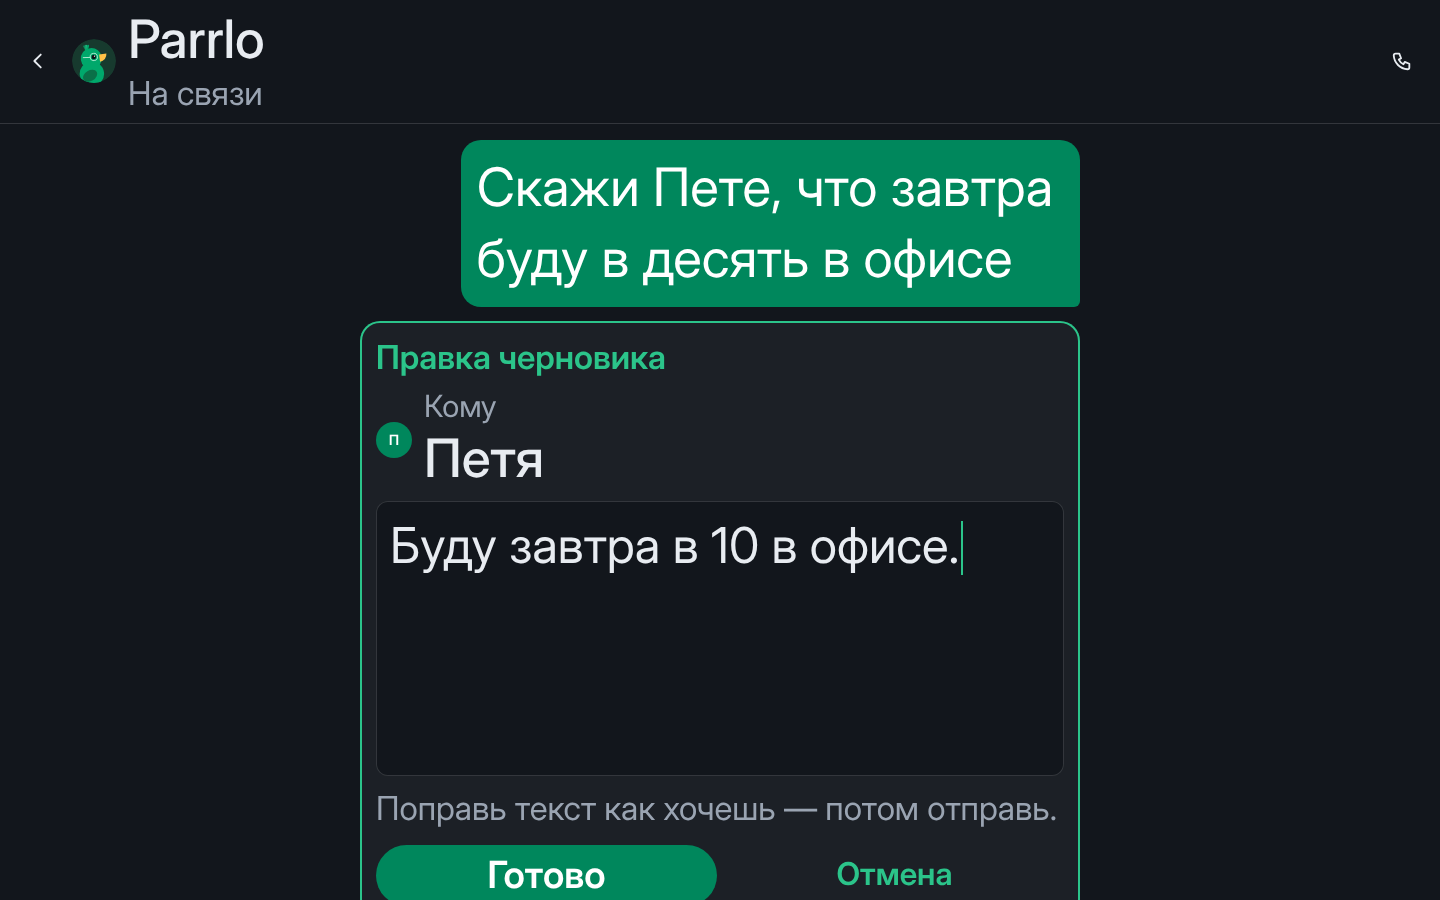 Parrlo
На связи
Скажи Пете, что завтра
буду в десять в офисе
Правка черновика
Кому
П
Петя
Буду завтра в 10 в офисе.
Поправь текст как хочешь — потом отправь.
Готово
Отмена